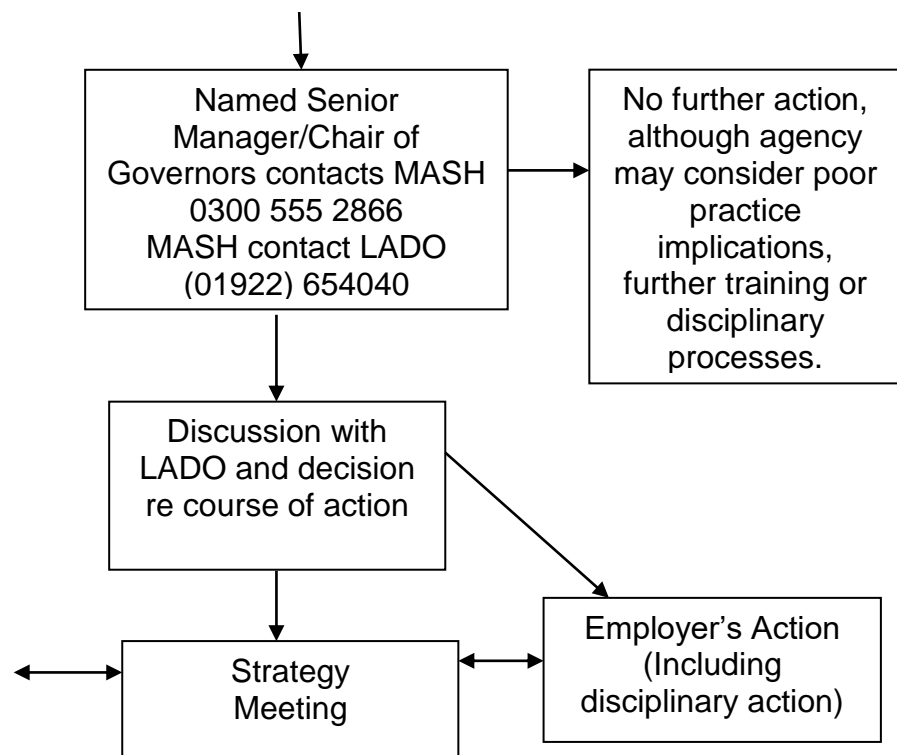 Named Senior
Manager/Chair of
Governors contacts MASH
0300 555 2866
MASH contact LADO
(01922) 654040
No further action,
although agency
may consider poor
practice
implications,
further training or
disciplinary
processes.
Discussion with
LADO and decision
re course of action
Strategy
Meeting
Employer's Action
(Including
disciplinary action)